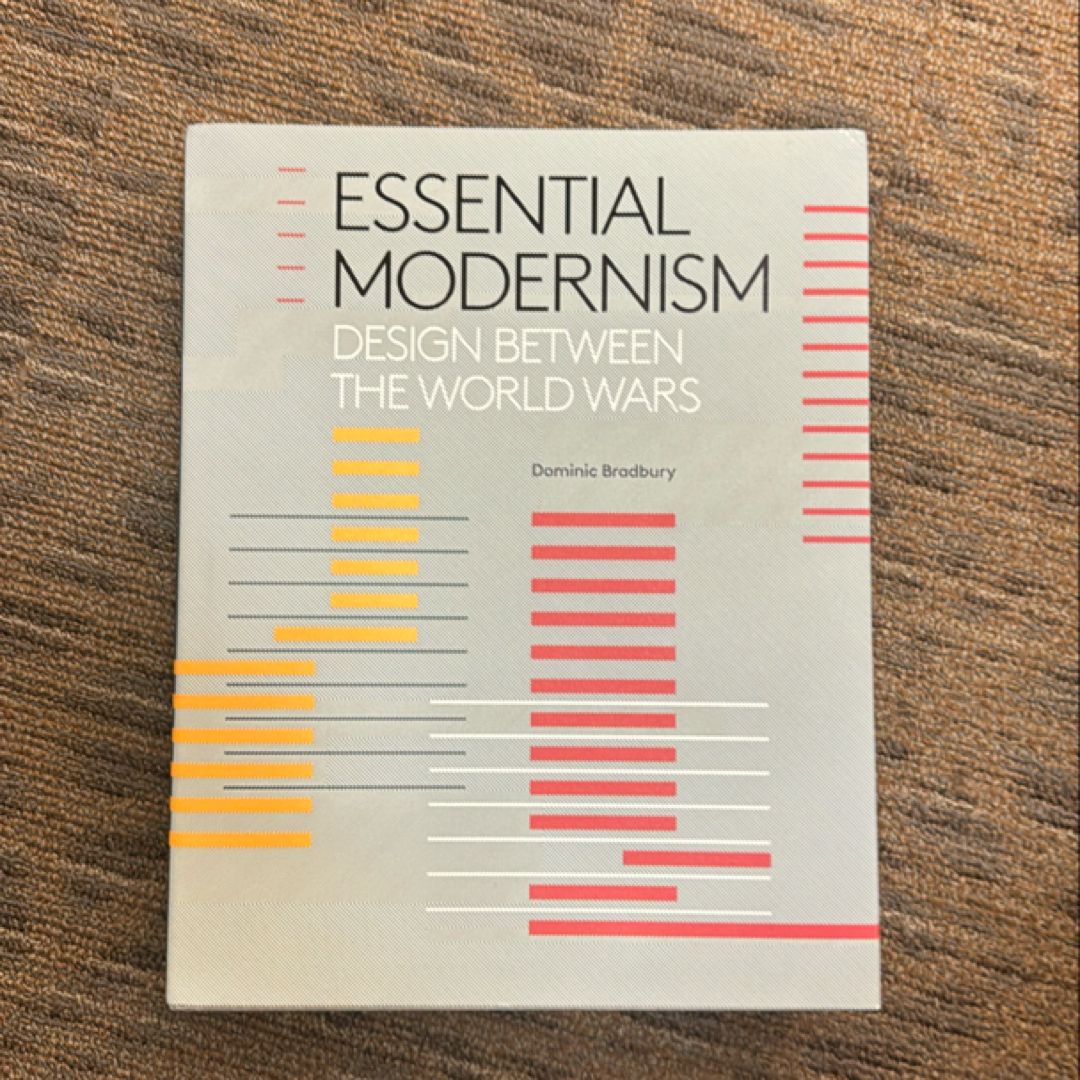 ESSENTIAL
MODERNISM
DESIGN BETWEEN
THE WORLD WARS
Dominic Bradbury